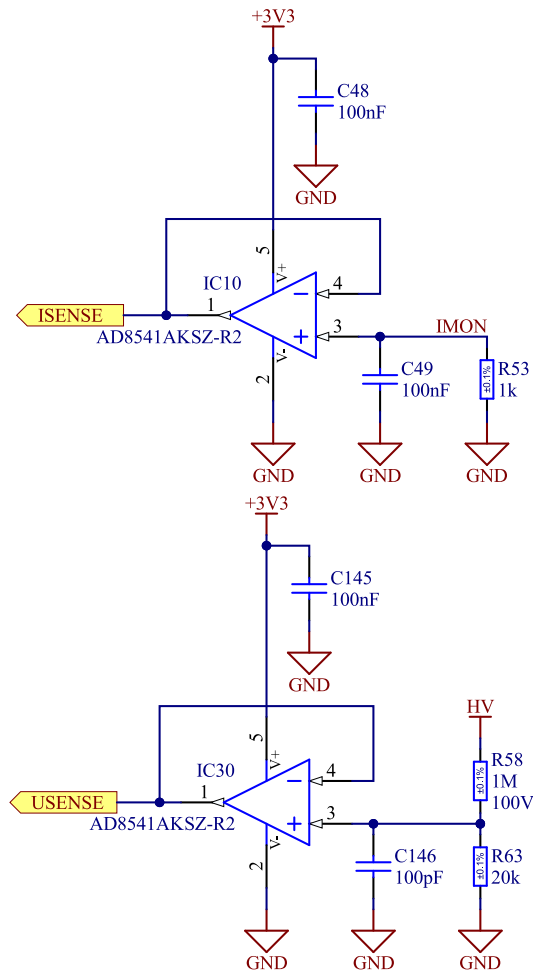 +3V3
C48
100nF
GND
5
V+
IC10
4
−
ISENSE
1
AD8541AKSZ-R2
+
3
IMON
V-
2
C49
100nF
±0.1%
R53
1k
GND
GND
GND
+3V3
C145
100nF
GND
HV
5
V+
IC30
4
−
R58
1M
100V
±0.1%
USENSE
1
AD8541AKSZ-R2
+
3
V-
2
C146
100pF
±0.1%
R63
20k
GND
GND
GND